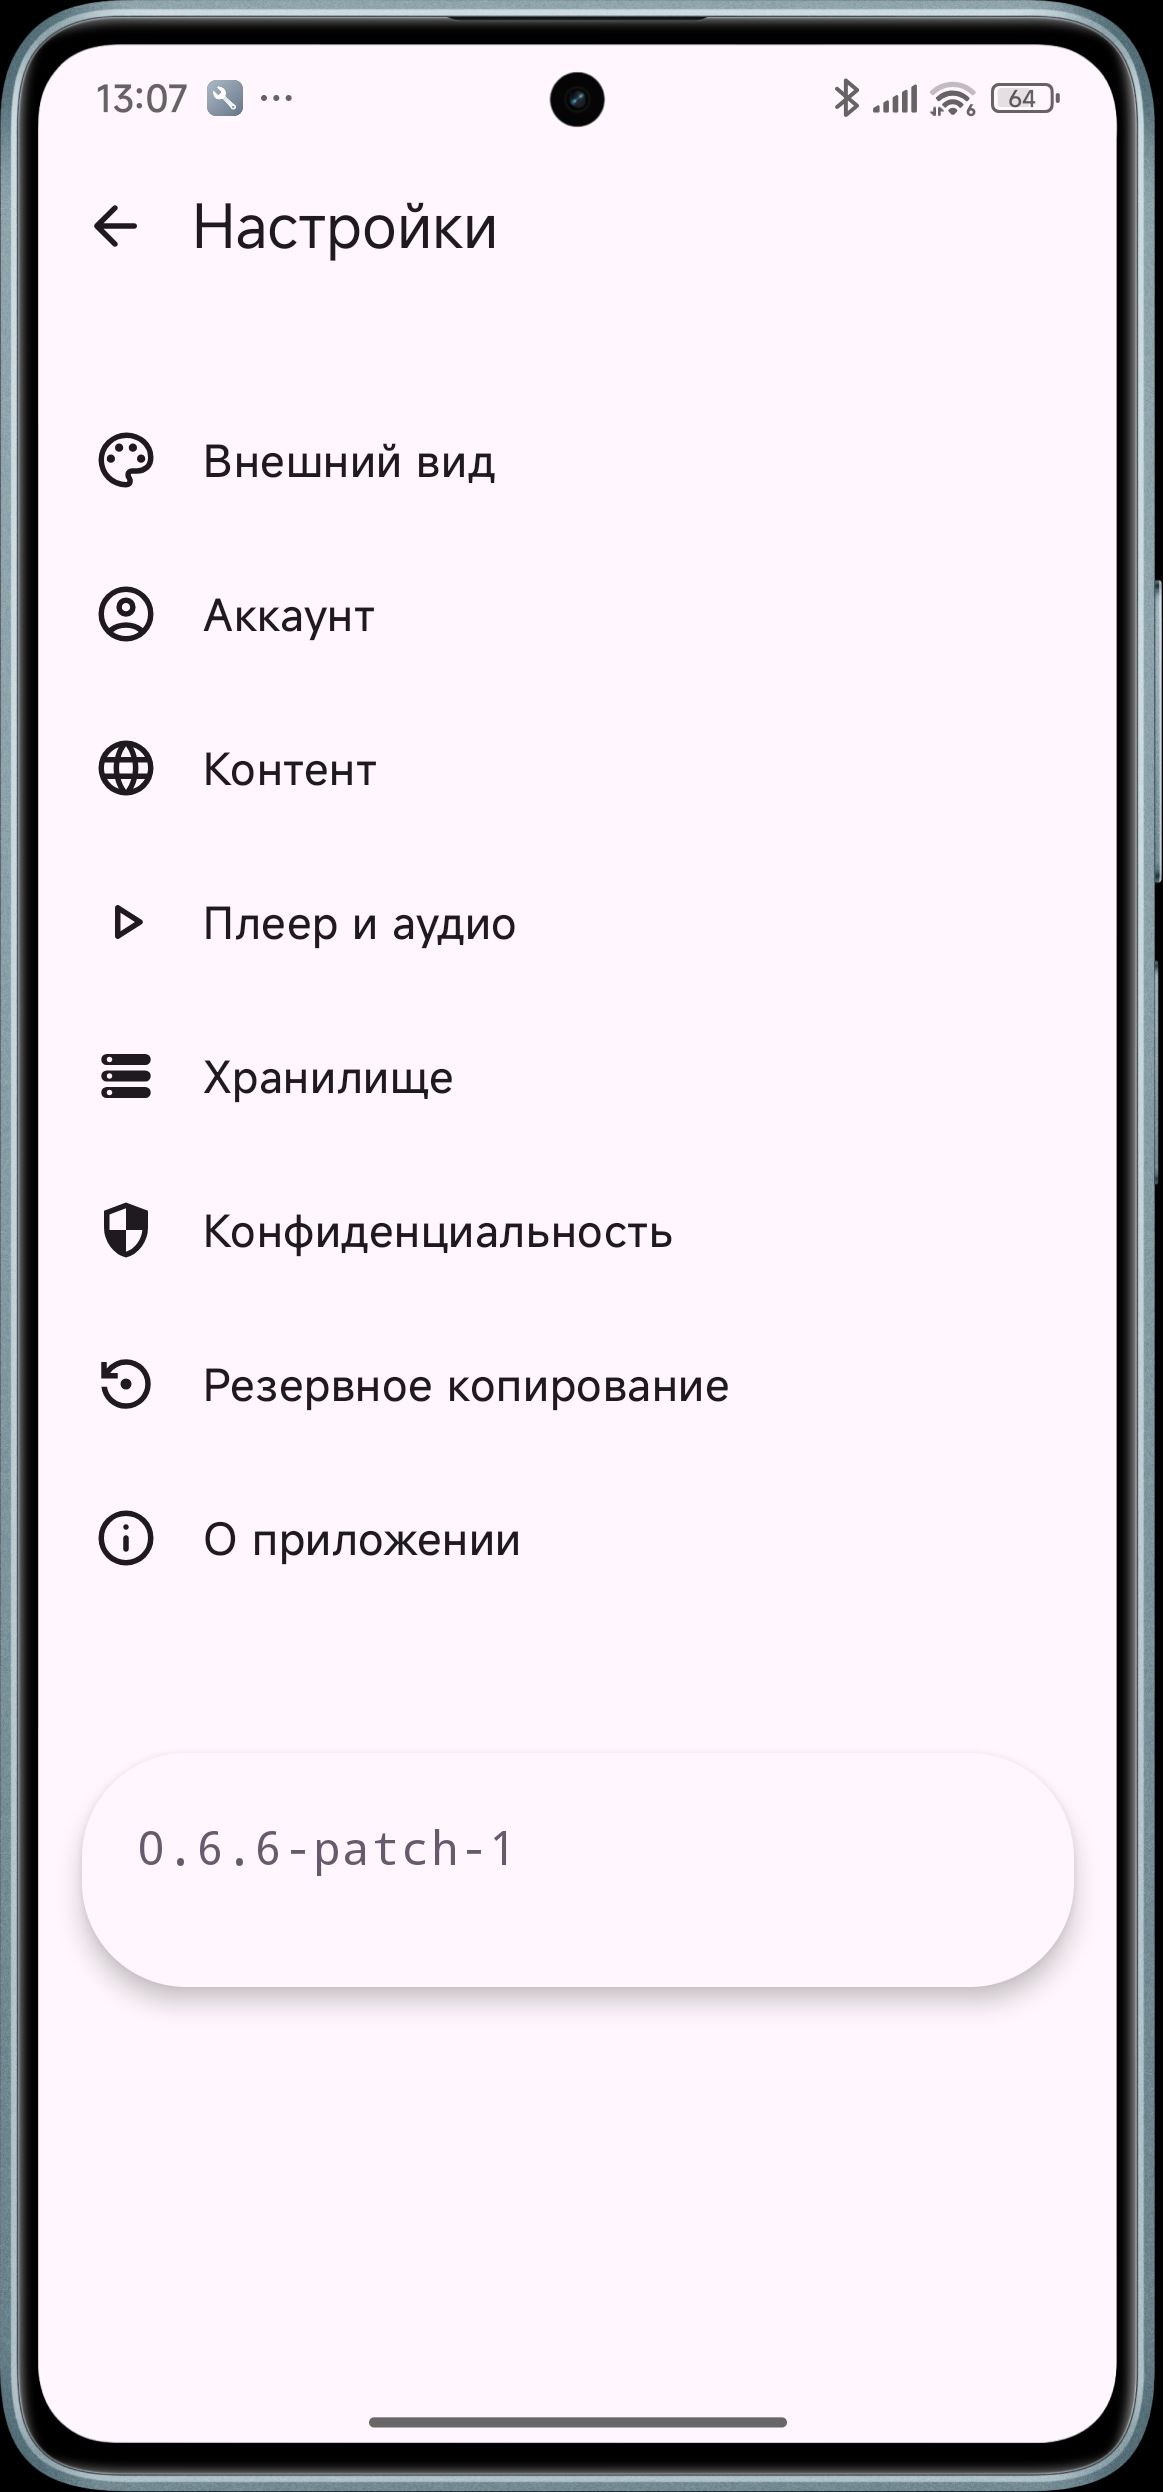 13:07
64
Настройки
Внешний вид
Аккаунт
Контент
Плеер и аудио
Хранилище
Конфиденциальность
Резервное копирование
О приложении
0.6.6-patch-1